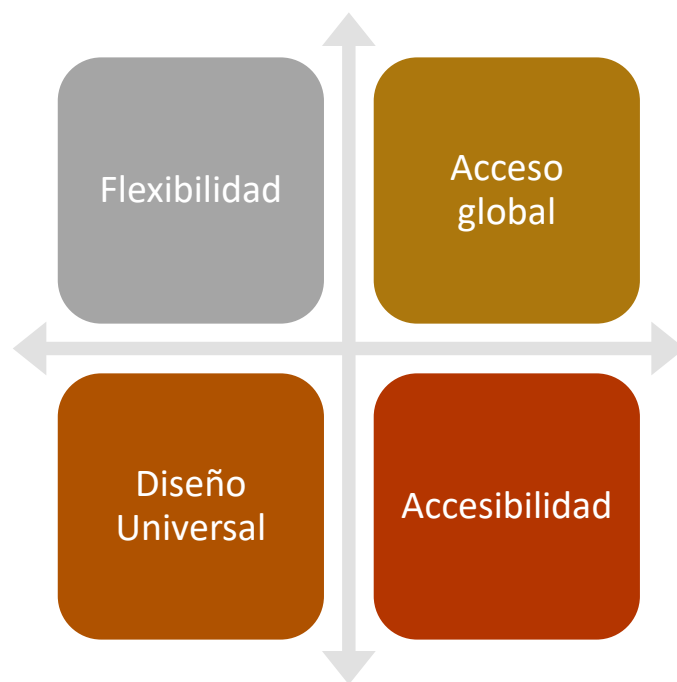 Flexibilidad
Acceso
global
Diseño
Universal
Accesibilidad